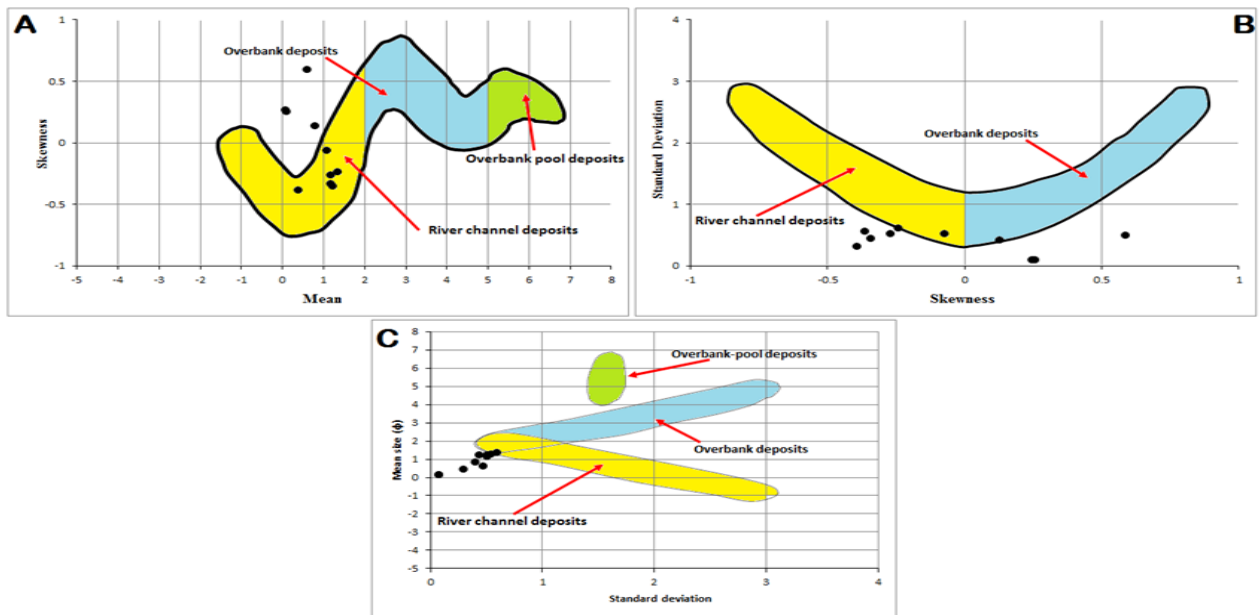 A
1
0.5
0
-0.5
-1
-5 -4 -3 -2 -1 0 1 2 3 4 5 6 7 8
Skewness
Mean
Overbank deposits
Overbank pool deposits
River channel deposits
B
4
3
2
1
0
-1 -0.5 0 0.5 1
Standard Deviation
Skewness
Overbank deposits
River channel deposits
C
8
7
6
5
4
3
2
1
0
-1
-2
-3
-4
-5
0 1 2 3 4
Mean size (ϕ)
Standard deviation
Overbank-pool deposits
Overbank deposits
River channel deposits